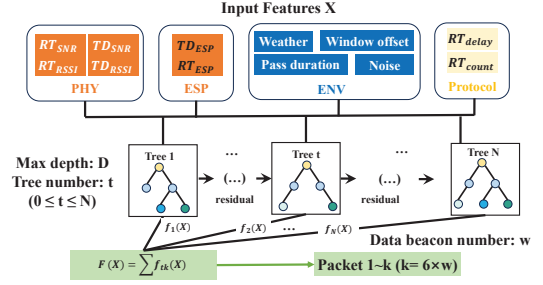 Input Features X
RT_SNR TD_SNR
RT_RSSI TD_RSSI
PHY
TD_ESP
RT_ESP
ESP
Weather Window offset
Pass duration Noise
ENV
RT_delay
RT_count
Protocol
Max depth: D
Tree number: t
(0 ≤ t ≤ N)
Tree 1
...
(...)
residual
Tree t
...
(...)
residual
Tree N
f_1(X)
f_2(X) ... f_N(X)
Data beacon number: w
F(X) = ∑ f_tk(X)
Packet 1~k (k= 6×w)